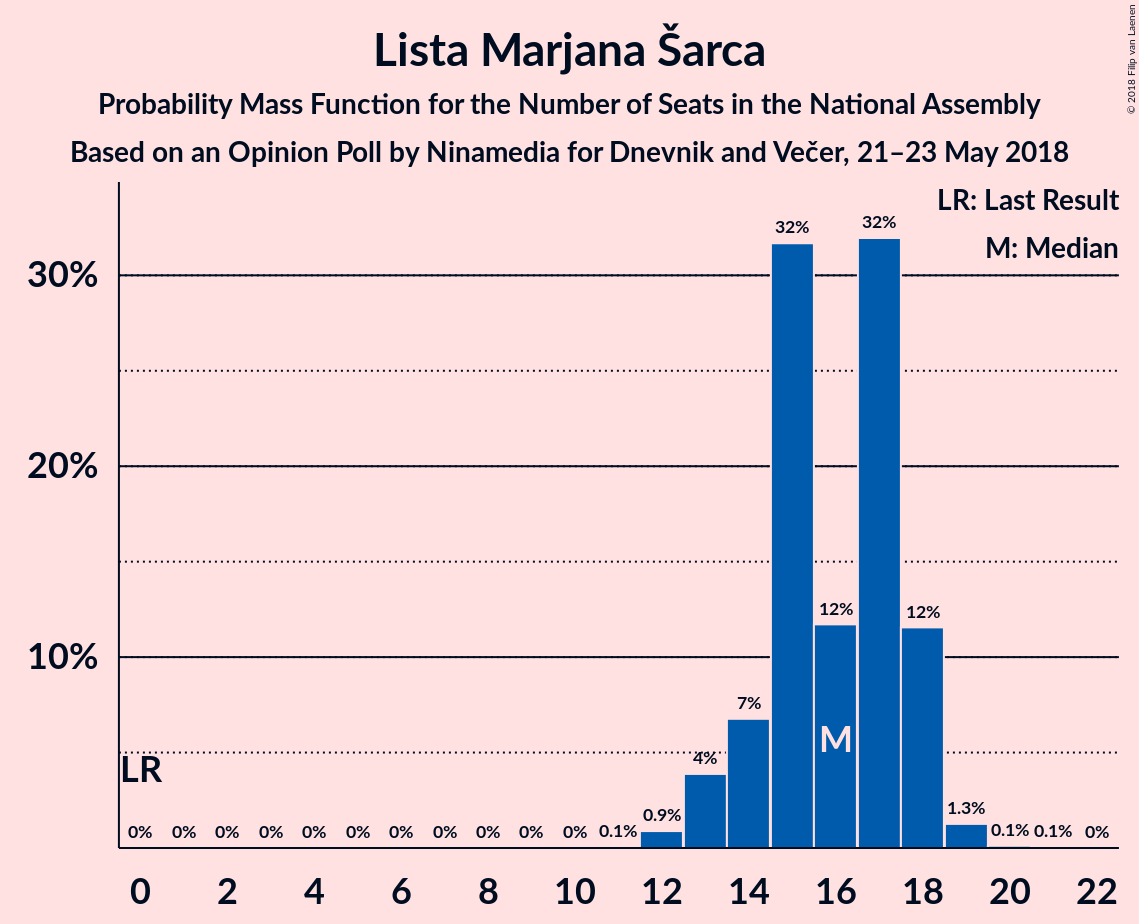 Lista Marjana Šarca
Probability Mass Function for the Number of Seats in the National Assembly
Based on an Opinion Poll by Ninamedia for Dnevnik and Večer, 21–23 May 2018
© 2018 Filip van Laenen
LR: Last Result
M: Median
32% 32%
30%
20%
12% 12%
10%
7%
M
4%
LR
0% 0% 0% 0% 0% 0% 0% 0% 0% 0% 0% 0.1% 0.9% 1.3% 0.1% 0.1% 0%
0 2 4 6 8 10 12 14 16 18 20 22